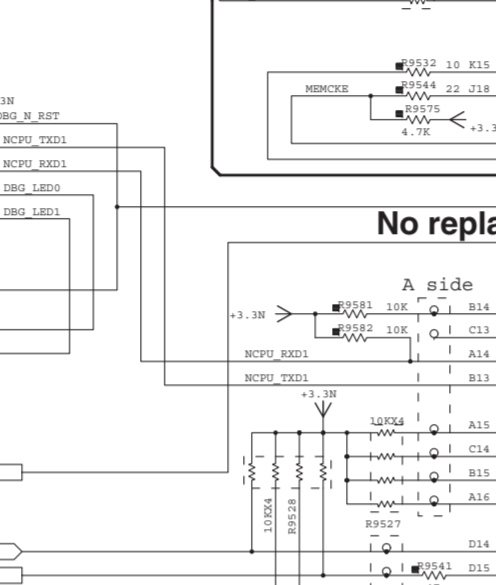 R9532 10 K15
R9544 22 J18
MEMCKE
R9575
4.7K +3.3
3N
DBG_N_RST
NCPU_TXD1
NCPU_RXD1
DBG_LED0
DBG_LED1
No repla
A side
+3.3N R9581 10K B14
R9582 10K C13
NCPU_RXD1 A14
NCPU_TXD1 B13
+3.3N
10KX4 A15
C14
B15
A16
10KX4
R9528
R9527
D14
R9541 D15